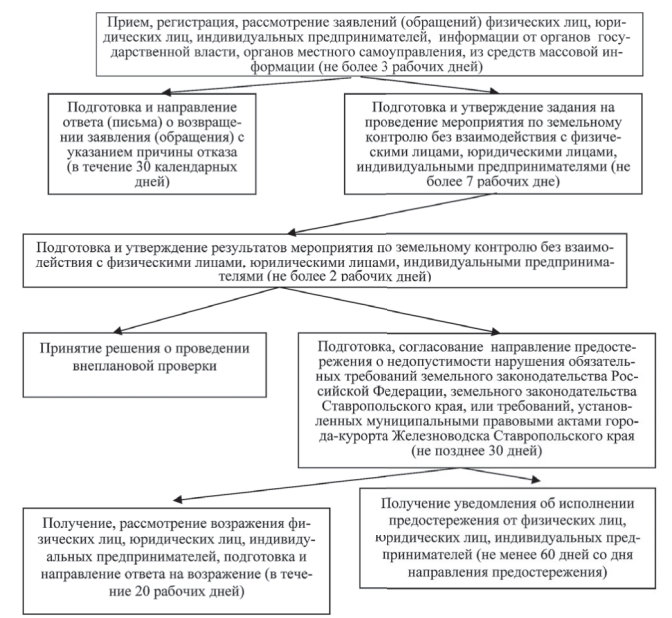 Прием, регистрация, рассмотрение заявлений (обращений) физических лиц, юри-
дических лиц, индивидуальных предпринимателей, информации от органов госу-
дарственной власти, органов местного самоуправления, из средств массовой ин-
формации (не более 3 рабочих дней)
Подготовка и направление
ответа (письма) о возвраще-
нии заявления (обращения) с
указанием причины отказа
(в течение 30 календарных
дней)
Подготовка и утверждение задания на
проведение мероприятия по земельному
контролю без взаимодействия с физиче-
скими лицами, юридическими лицами,
индивидуальными предпринимателями (не
более 7 рабочих дне)
Подготовка и утверждение результатов мероприятия по земельному контролю без взаимо-
действия с физическими лицами, юридическими лицами, индивидуальными предпринима-
телями (не более 2 рабочих дней)
Принятие решения о проведении
внеплановой проверки
Подготовка, согласование направление предосте-
режения о недопустимости нарушения обязатель-
ных требований земельного законодательства Рос-
сийской Федерации, земельного законодательства
Ставропольского края, или требований, установ-
ленных муниципальными правовыми актами горо-
да-курорта Железноводска Ставропольского края
(не позднее 30 дней)
Получение, рассмотрение возражения фи-
зических лиц, юридических лиц, индивиду-
альных предпринимателей, подготовка и
направление ответа на возражение (в тече-
ние 20 рабочих дней)
Получение уведомления об исполнении
предостережения от физических лиц,
юридических лиц, индивидуальных пред-
принимателей (не менее 60 дней со дня
направления предостережения)